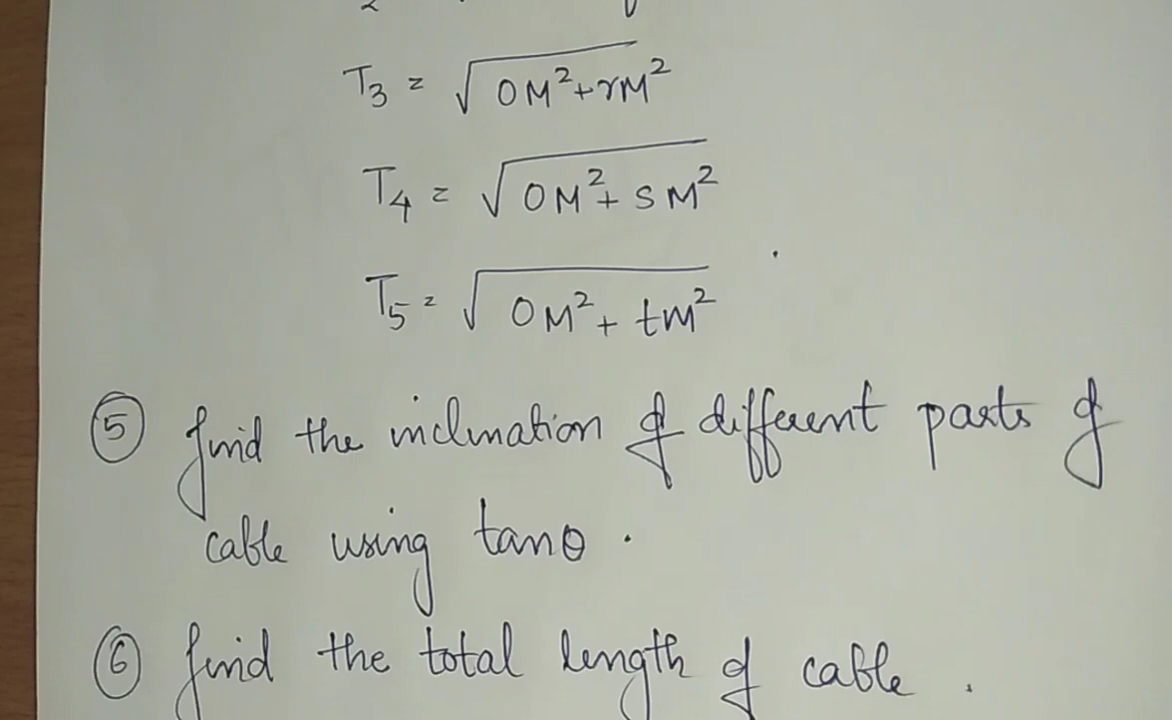 T₃ = √OM²+rM²
T₄ = √OM²+SM²
T₅ = √OM²+tM²
⑤ find the inclination of different parts of
cable using tanθ.
⑥ find the total length of cable.